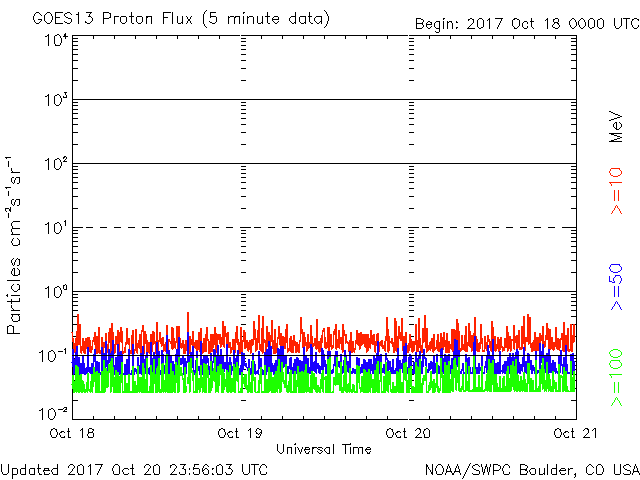 GOES13 Proton Flux (5 minute data)
Begin: 2017 Oct 18 0000 UTC
10⁴
10³
10²
10¹
10⁰
10⁻¹
10⁻²
Particles cm⁻²s⁻¹sr⁻¹
MeV
>=10
>=50
>=100
Oct 18
Oct 19
Oct 20
Oct 21
Universal Time
Updated 2017 Oct 20 23:56:03 UTC
NOAA/SWPC Boulder, CO USA